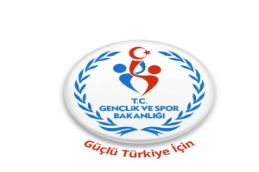 T.C.
GENÇLİK VE SPOR
BAKANLIĞI
Güçlü Türkiye İçin